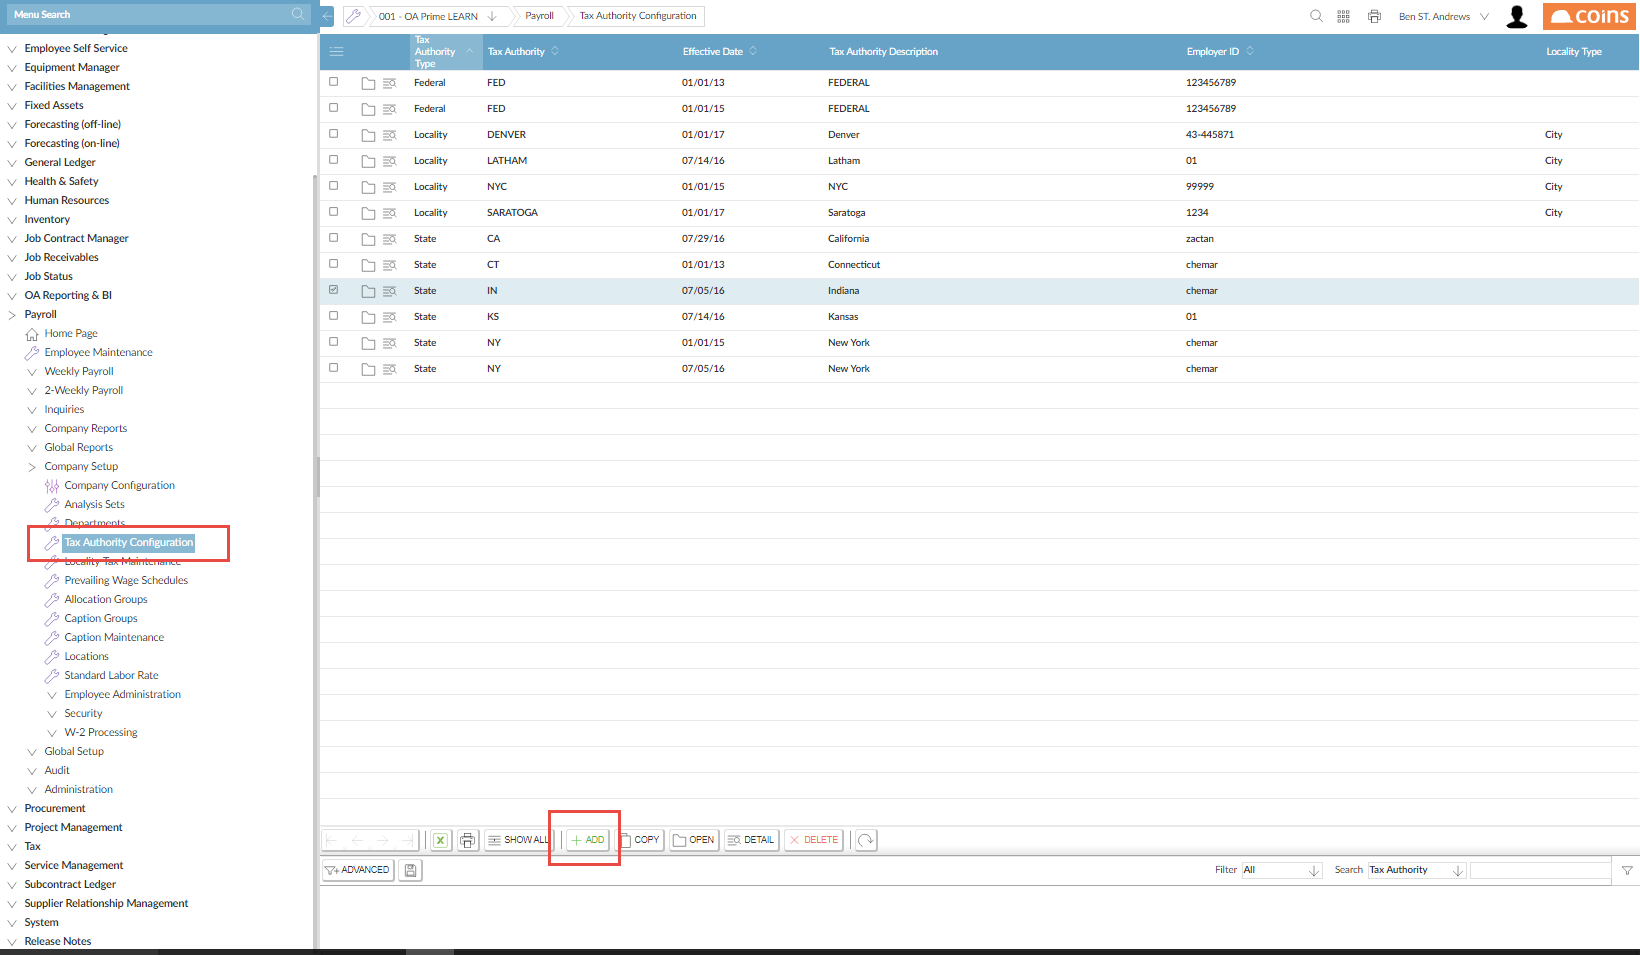 Menu Search
Employee Self Service
Equipment Manager
Facilities Management
Fixed Assets
Forecasting (off-line)
Forecasting (on-line)
General Ledger
Health & Safety
Human Resources
Inventory
Job Contract Manager
Job Receivables
Job Status
OA Reporting & BI
Payroll
Home Page
Employee Maintenance
Weekly Payroll
2-Weekly Payroll
Inquiries
Company Reports
Global Reports
Company Setup
Company Configuration
Analysis Sets
Departments
Tax Authority Configuration
Locality Tax Maintenance
Prevailing Wage Schedules
Allocation Groups
Caption Groups
Caption Maintenance
Locations
Standard Labor Rate
Employee Administration
Security
W-2 Processing
Global Setup
Audit
Administration
Procurement
Project Management
Tax
Service Management
Subcontract Ledger
Supplier Relationship Management
System
Release Notes
001 - OA Prime LEARN Payroll Tax Authority Configuration Ben ST. Andrews coins
Tax Authority Type Tax Authority Effective Date Tax Authority Description Employer ID Locality Type
Federal FED 01/01/13 FEDERAL 123456789
Federal FED 01/01/15 FEDERAL 123456789
Locality DENVER 01/01/17 Denver 43-445871 City
Locality LATHAM 07/14/16 Latham 01 City
Locality NYC 01/01/15 NYC 99999 City
Locality SARATOGA 01/01/17 Saratoga 1234 City
State CA 07/29/16 California zactan
State CT 01/01/13 Connecticut chemar
State IN 07/05/16 Indiana chemar
State KS 07/14/16 Kansas 01
State NY 01/01/15 New York chemar
State NY 07/05/16 New York chemar
SHOW ALL ADD COPY OPEN DETAIL DELETE
ADVANCED Filter All Search Tax Authority